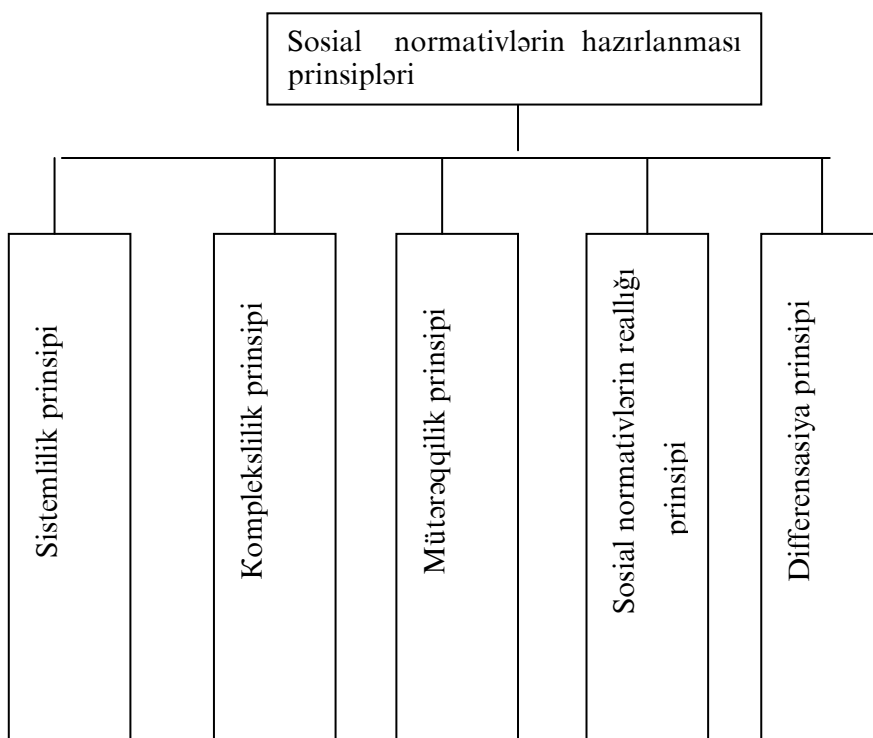 Sosial normativlərin hazırlanması
prinsipləri
Sistemlilik prinsipi
Komplekslilik prinsipi
Mütərəqqilik prinsipi
Sosial normativlərin reallığı
prinsipi
Differensasiya prinsipi